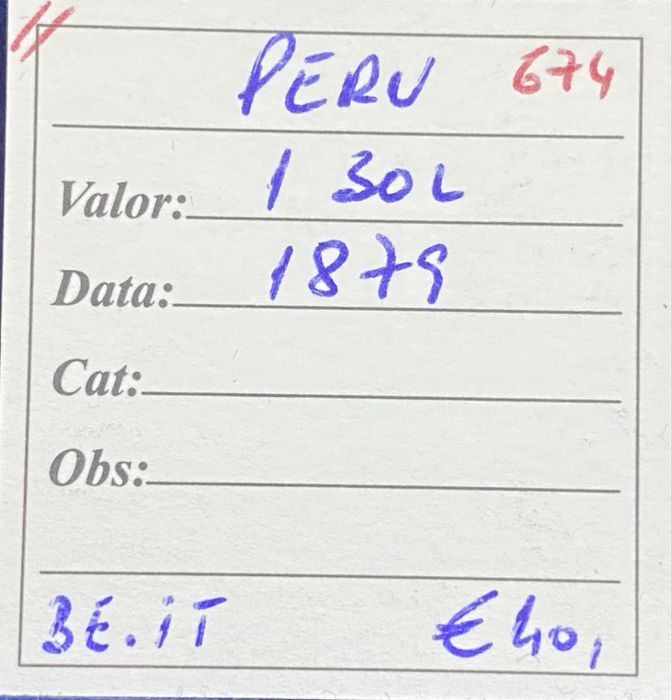 PERU 674
Valor: 1 SOL
Data: 1879
Cat:
Obs:
BE.iT €40,